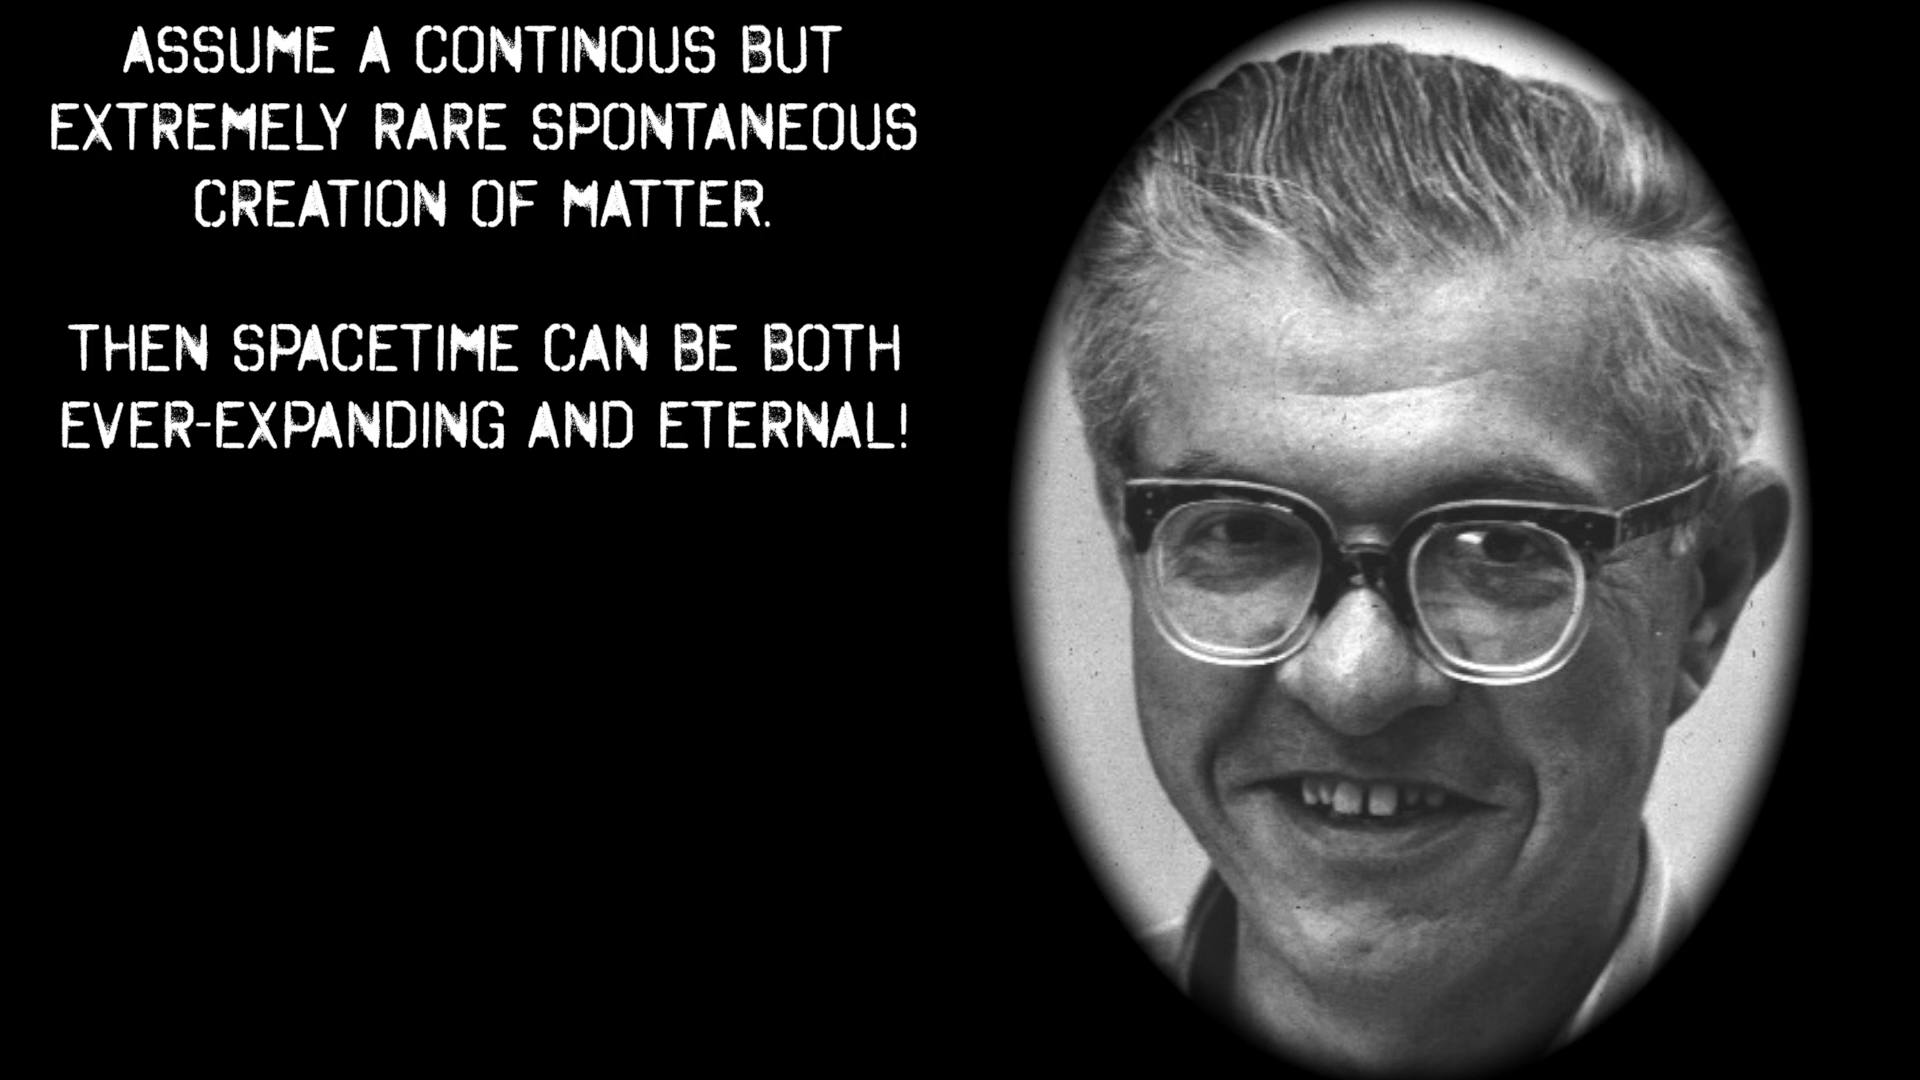 ASSUME A CONTINOUS BUT
EXTREMELY RARE SPONTANEOUS
CREATION OF MATTER.
THEN SPACETIME CAN BE BOTH
EVER-EXPANDING AND ETERNAL!